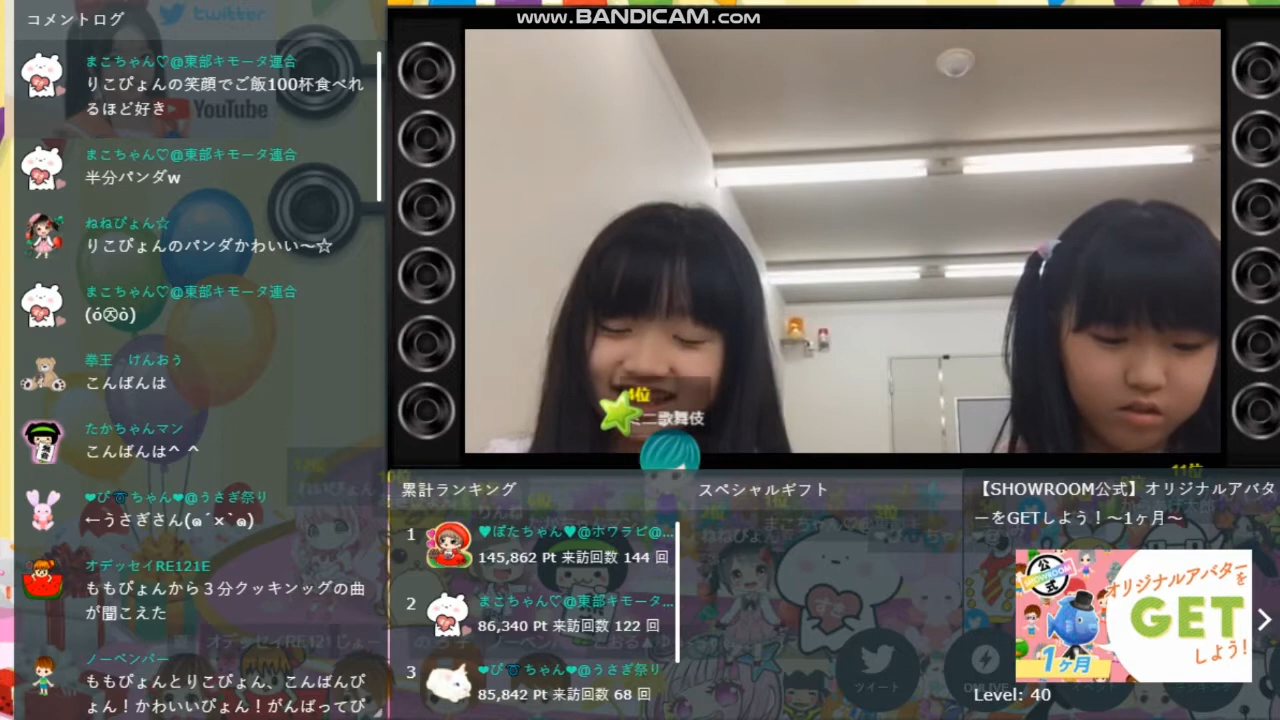 www.BANDICAM.com
コメントログ
twitter
まこちゃん♡@東部キモータ連合
りこぴょんの笑顔でご飯100杯食べれ
るほど好き
YouTube
まこちゃん♡@東部キモータ連合
半分パンダw
ねねぴょん☆
りこぴょんのパンダかわいい～☆
まこちゃん♡@東部キモータ連合
(ó㉨ò)
拳王　けんおう
こんばんは
たかちゃんマン
こんばんは^ ^
❤ぴ➰ちゃん❤@うさぎ祭り
←うさぎさん(๑´×`๑)
オデッセイRE121E
ももぴょんから３分クッキンッグの曲
が聞こえた
ノーペンバー
ももぴょんとりこぴょん、こんばんぴ
ょん！かわいいぴょん！がんばってぴ
4位
ミニ歌舞伎
11位
累計ランキング
1
♥ぽたちゃん♥@ホワラビ@...
145,862 Pt 来訪回数 144 回
2
まこちゃん♡@東部キモータ...
86,340 Pt 来訪回数 122 回
3
❤ぴ➰ちゃん❤@うさぎ祭り
85,842 Pt 来訪回数 68 回
スペシャルギフト
ツイート
【SHOWROOM公式】オリジナルアバタ
ーをGETしよう！～1ヶ月～
SHOWROOM
公式
オリジナルアバターを
GET
しよう!
1ヶ月
Level: 40